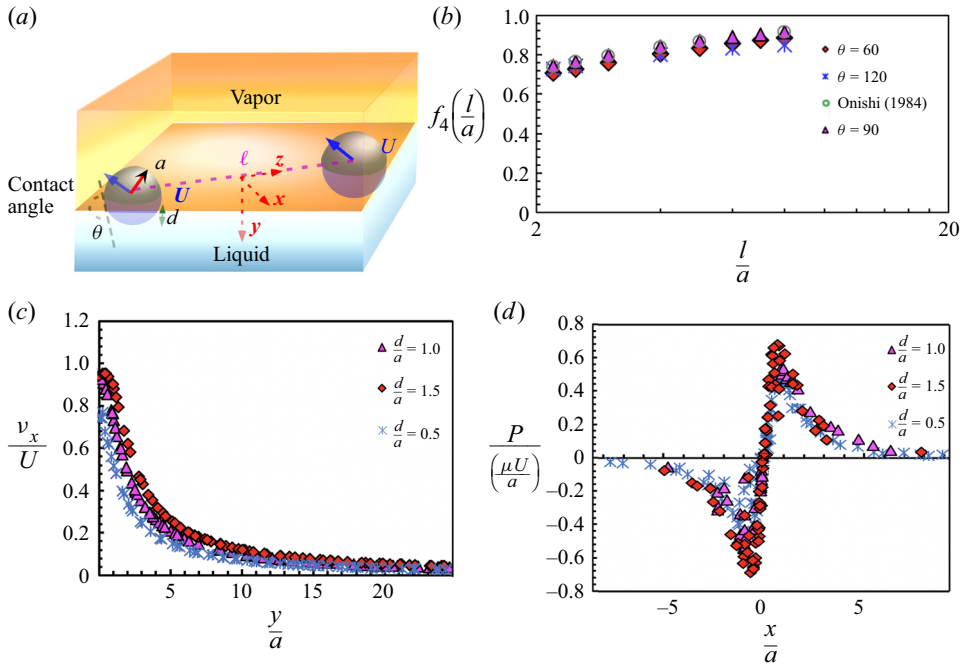 (a)
Vapor
a
U
ℓ
z
U
Contact
angle
x
d
θ
y
Liquid
(b)
1.0
0.8
0.6
0.4
0.2
0
f₄(l/a)
θ = 60
θ = 120
Onishi (1984)
θ = 90
2
20
l/a
(c)
1.2
1.0
0.8
0.6
0.4
0.2
0
vₓ/U
d/a = 1.0
d/a = 1.5
d/a = 0.5
5
10
15
20
y/a
(d)
0.8
0.6
0.4
0.2
0
–0.2
–0.4
–0.6
–0.8
P/(μU/a)
d/a = 1.0
d/a = 1.5
d/a = 0.5
–5
0
5
x/a